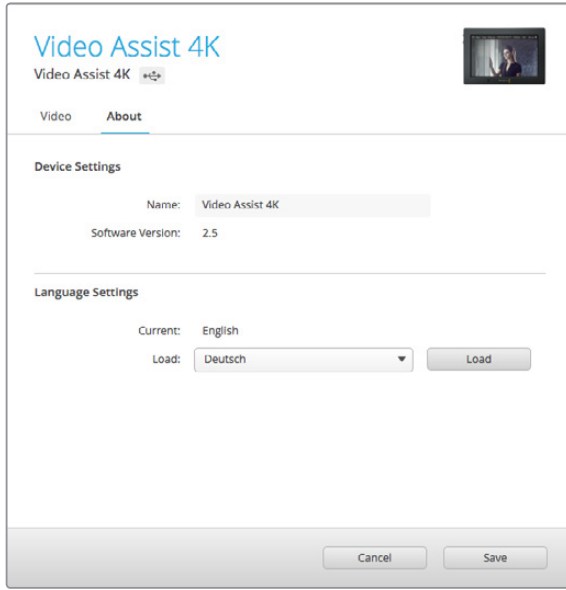 Video Assist 4K
Video Assist 4K
Video About
Device Settings
Name: Video Assist 4K
Software Version: 2.5
Language Settings
Current: English
Load: Deutsch Load
Cancel Save